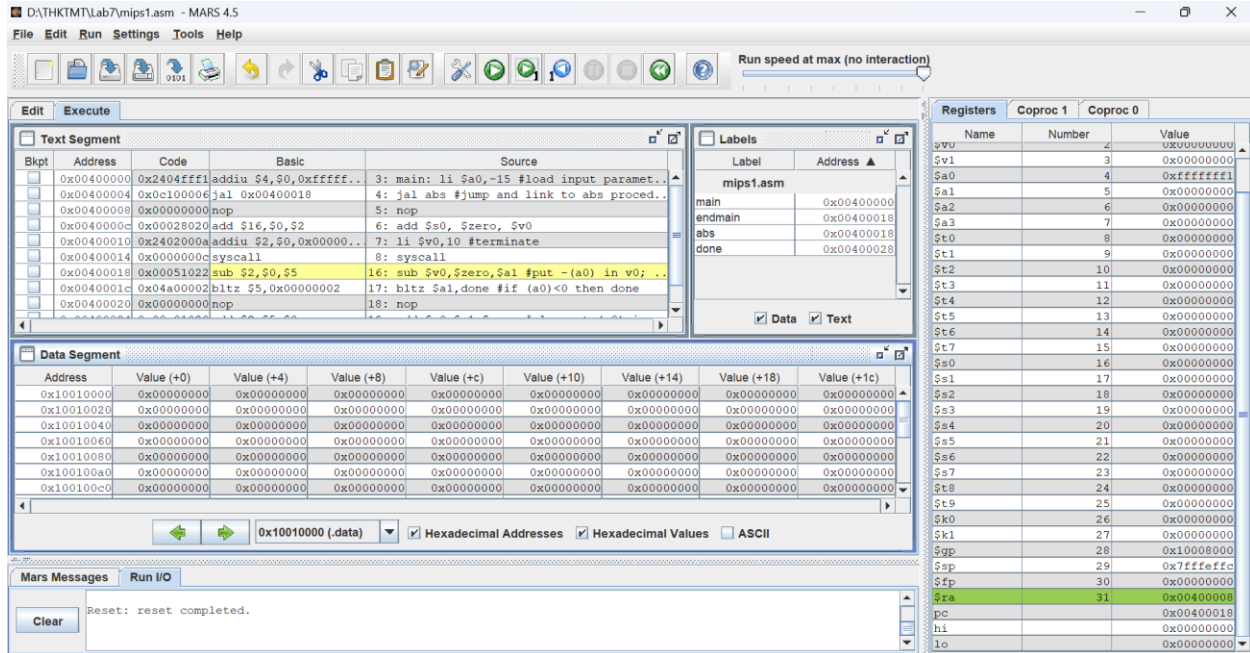 D:\THKTMT\Lab7\mips1.asm - MARS 4.5
File Edit Run Settings Tools Help
Run speed at max (no interaction)
Edit Execute
Text Segment
Bkpt Address Code Basic Source
0x00400000 0x2404fff1 addiu $4,$0,0xfffff... 3: main: li $a0,-15 #load input paramet..
0x00400004 0x0c100006 jal 0x00400018 4: jal abs #jump and link to abs proced..
0x00400008 0x00000000 nop 5: nop
0x0040000c 0x00028020 add $16,$0,$2 6: add $s0, $zero, $v0
0x00400010 0x2402000a addiu $2,$0,0x00000... 7: li $v0,10 #terminate
0x00400014 0x0000000c syscall 8: syscall
0x00400018 0x00051022 sub $2,$0,$5 16: sub $v0,$zero,$a1 #put -(a0) in v0; ..
0x0040001c 0x04a00002 bltz $5,0x00000002 17: bltz $a1,done #if (a0)<0 then done
0x00400020 0x00000000 nop 18: nop
Labels
Label Address ▲
mips1.asm
main 0x00400000
endmain 0x00400018
abs 0x00400018
done 0x00400028
Data Text
Data Segment
Address Value (+0) Value (+4) Value (+8) Value (+c) Value (+10) Value (+14) Value (+18) Value (+1c)
0x10010000 0x00000000 0x00000000 0x00000000 0x00000000 0x00000000 0x00000000 0x00000000 0x00000000
0x10010020 0x00000000 0x00000000 0x00000000 0x00000000 0x00000000 0x00000000 0x00000000 0x00000000
0x10010040 0x00000000 0x00000000 0x00000000 0x00000000 0x00000000 0x00000000 0x00000000 0x00000000
0x10010060 0x00000000 0x00000000 0x00000000 0x00000000 0x00000000 0x00000000 0x00000000 0x00000000
0x10010080 0x00000000 0x00000000 0x00000000 0x00000000 0x00000000 0x00000000 0x00000000 0x00000000
0x100100a0 0x00000000 0x00000000 0x00000000 0x00000000 0x00000000 0x00000000 0x00000000 0x00000000
0x100100c0 0x00000000 0x00000000 0x00000000 0x00000000 0x00000000 0x00000000 0x00000000 0x00000000
0x10010000 (.data) Hexadecimal Addresses Hexadecimal Values ASCII
Mars Messages Run I/O
Clear
Reset: reset completed.
Registers Coproc 1 Coproc 0
Name Number Value
$v0 2 0x00000000
$v1 3 0x00000000
$a0 4 0xfffffff1
$a1 5 0x00000000
$a2 6 0x00000000
$a3 7 0x00000000
$t0 8 0x00000000
$t1 9 0x00000000
$t2 10 0x00000000
$t3 11 0x00000000
$t4 12 0x00000000
$t5 13 0x00000000
$t6 14 0x00000000
$t7 15 0x00000000
$s0 16 0x00000000
$s1 17 0x00000000
$s2 18 0x00000000
$s3 19 0x00000000
$s4 20 0x00000000
$s5 21 0x00000000
$s6 22 0x00000000
$s7 23 0x00000000
$t8 24 0x00000000
$t9 25 0x00000000
$k0 26 0x00000000
$k1 27 0x00000000
$gp 28 0x10008000
$sp 29 0x7fffeffc
$fp 30 0x00000000
$ra 31 0x00400008
pc 0x00400018
hi 0x00000000
lo 0x00000000